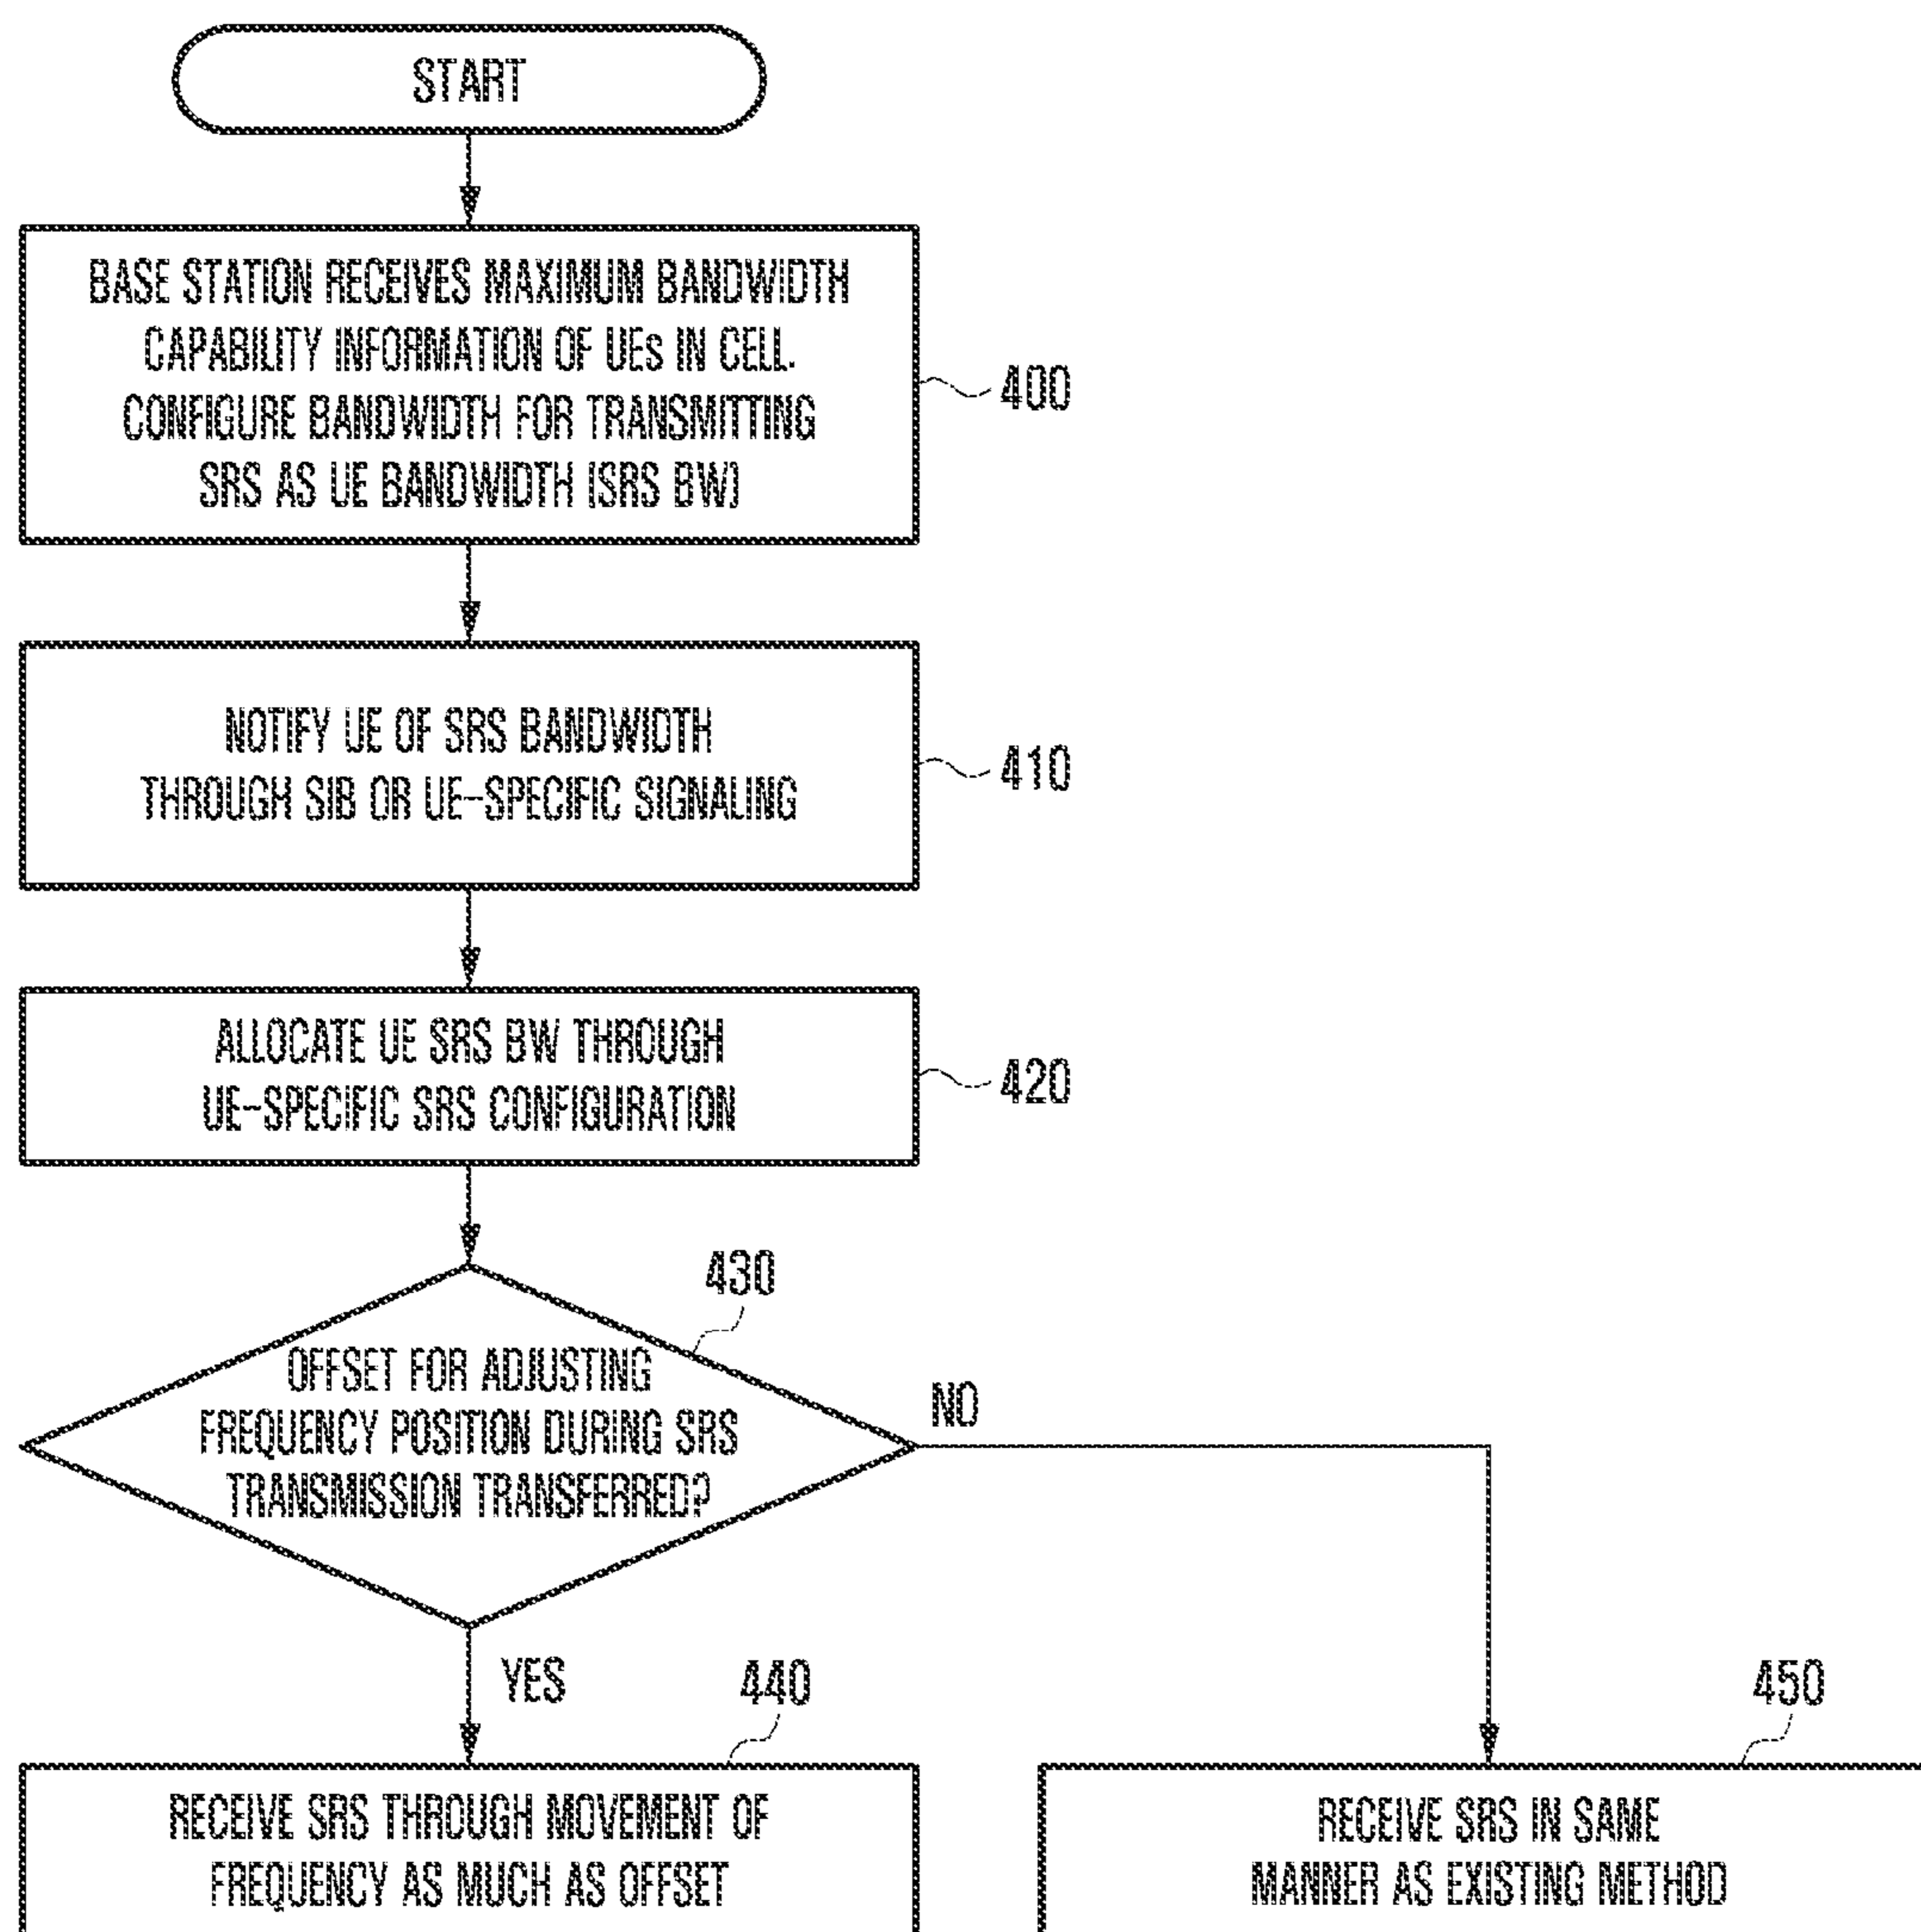 START
BASE STATION RECEIVES MAXIMUM BANDWIDTH
CAPABILITY INFORMATION OF UEs IN CELL.
CONFIGURE BANDWIDTH FOR TRANSMITTING
SRS AS UE BANDWIDTH (SRS BW)
400
NOTIFY UE OF SRS BANDWIDTH
THROUGH SIB OR UE-SPECIFIC SIGNALING
410
ALLOCATE UE SRS BW THROUGH
UE-SPECIFIC SRS CONFIGURATION
420
430
OFFSET FOR ADJUSTING
FREQUENCY POSITION DURING SRS
TRANSMISSION TRANSFERRED?
NO
YES
440
RECEIVE SRS THROUGH MOVEMENT OF
FREQUENCY AS MUCH AS OFFSET
450
RECEIVE SRS IN SAME
MANNER AS EXISTING METHOD